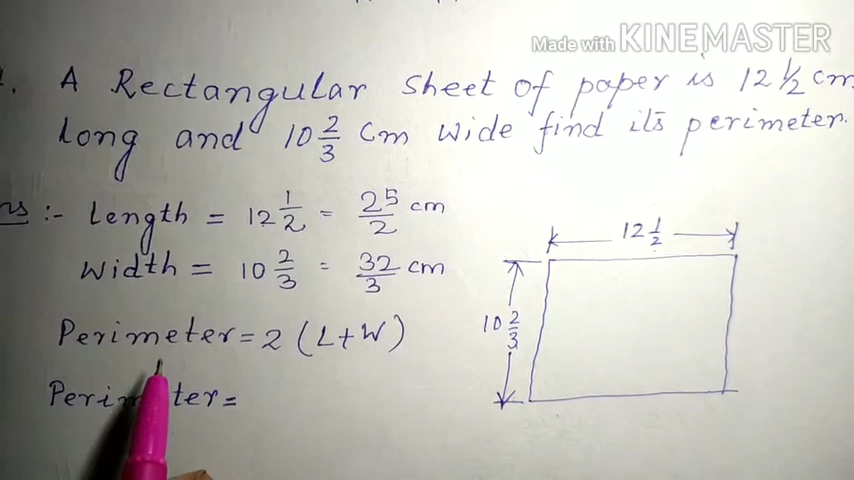 Made with KINEMASTER
A Rectangular sheet of paper is 12 1/2 cm
long and 10 2/3 cm wide find its perimeter.
:- Length = 12 1/2 = 25/2 cm
Width = 10 2/3 = 32/3 cm
12 1/2
10 2/3
Perimeter = 2 (L+W)
Perimeter =